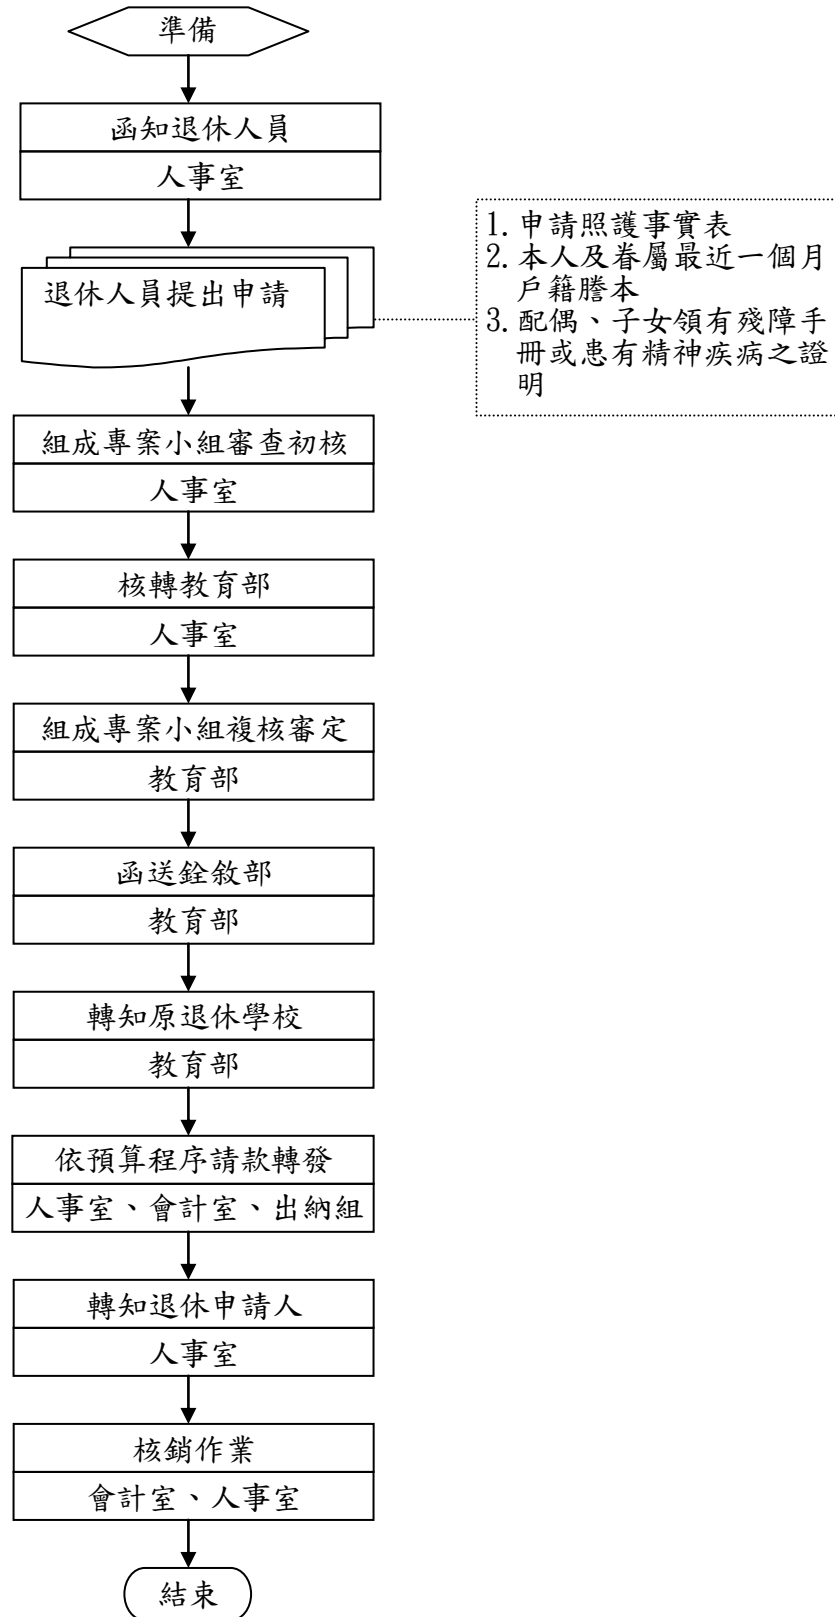 準備
函知退休人員
人事室
退休人員提出申請
1. 申請照護事實表
2. 本人及眷屬最近一個月
戶籍謄本
3. 配偶、子女領有殘障手
冊或患有精神疾病之證
明
組成專案小組審查初核
人事室
核轉教育部
人事室
組成專案小組複核審定
教育部
函送銓敘部
教育部
轉知原退休學校
教育部
依預算程序請款轉發
人事室、會計室、出納組
轉知退休申請人
人事室
核銷作業
會計室、人事室
結束